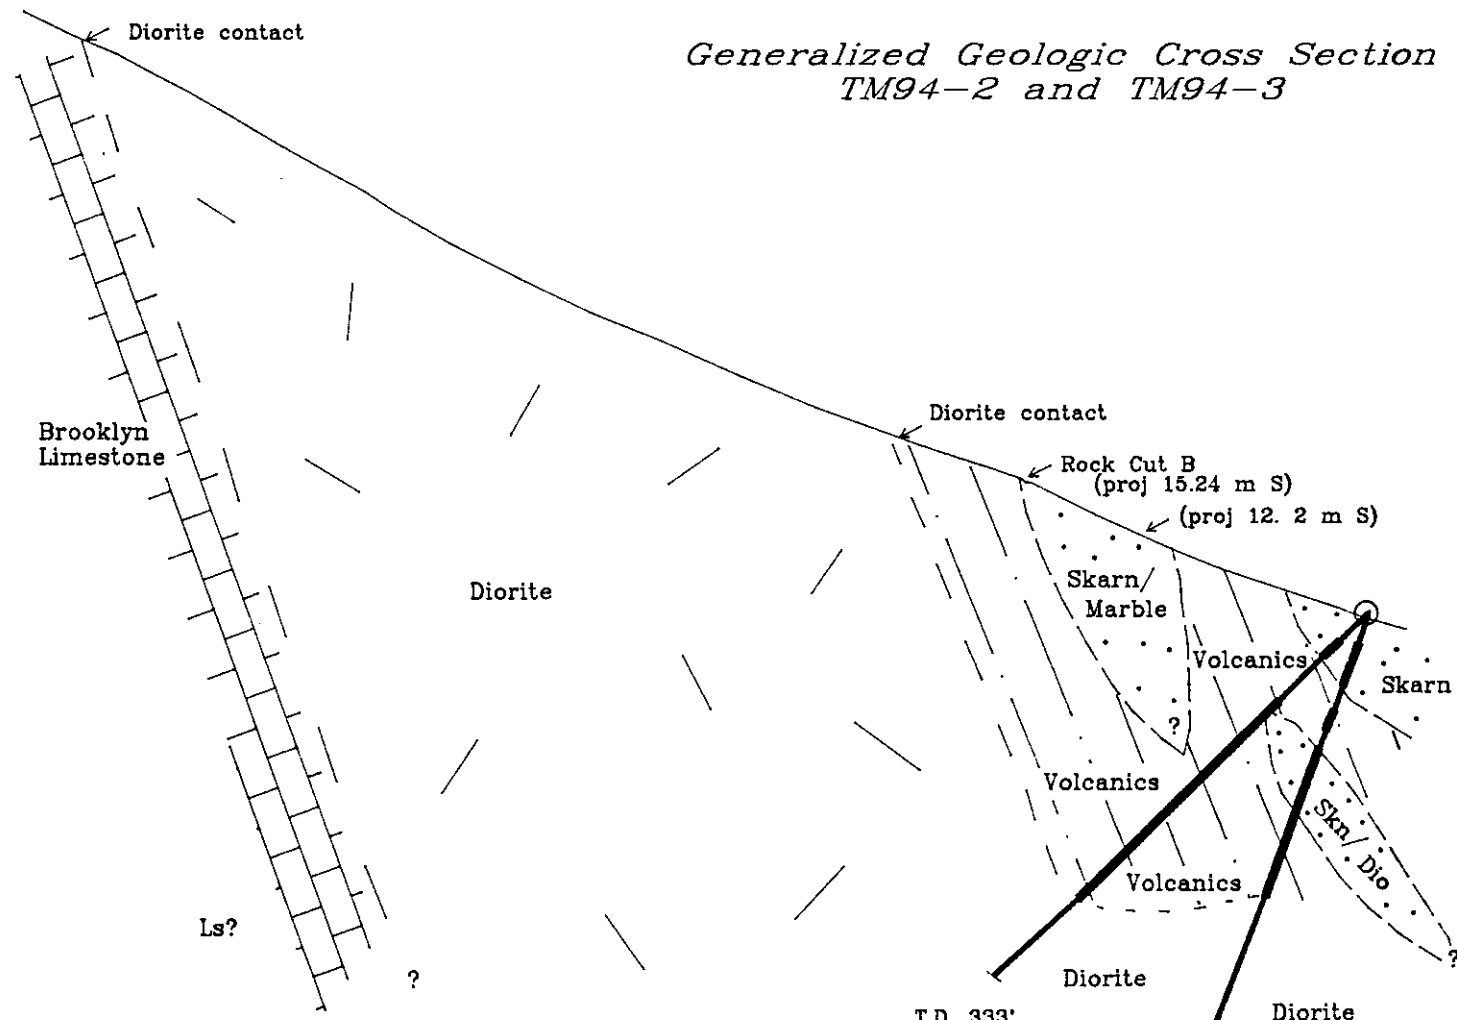 Diorite contact
Generalized Geologic Cross Section
TM94-2 and TM94-3
Brooklyn
Limestone
Diorite contact
Rock Cut B
(proj 15.24 m S)
(proj 12. 2 m S)
Diorite
Skarn/
Marble
Volcanics
Skarn
?
Volcanics
Skn/
Dio
Volcanics
Ls?
?
?
Diorite
T.D. 333'
Diorite